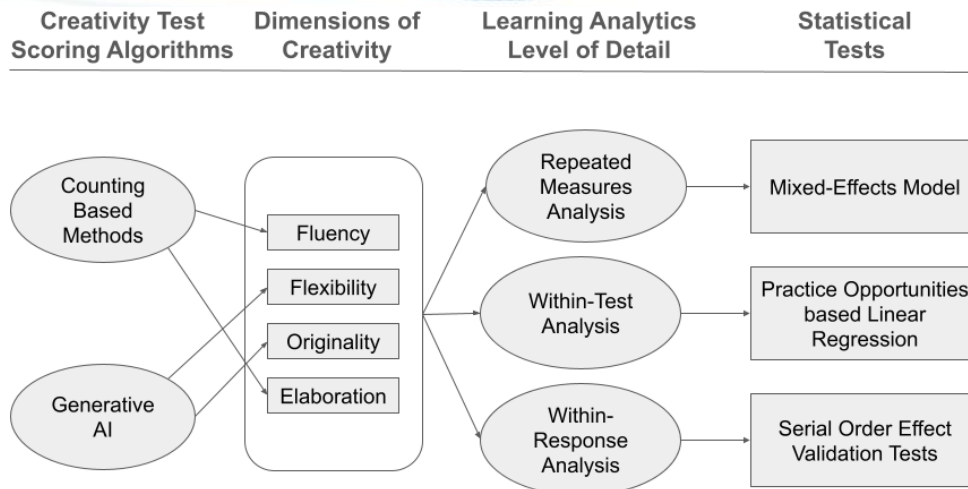 Creativity Test
Scoring Algorithms
Dimensions of
Creativity
Learning Analytics
Level of Detail
Statistical
Tests
Counting
Based
Methods
Generative
AI
Fluency
Flexibility
Originality
Elaboration
Repeated
Measures
Analysis
Within-Test
Analysis
Within-
Response
Analysis
Mixed-Effects Model
Practice Opportunities
based Linear
Regression
Serial Order Effect
Validation Tests